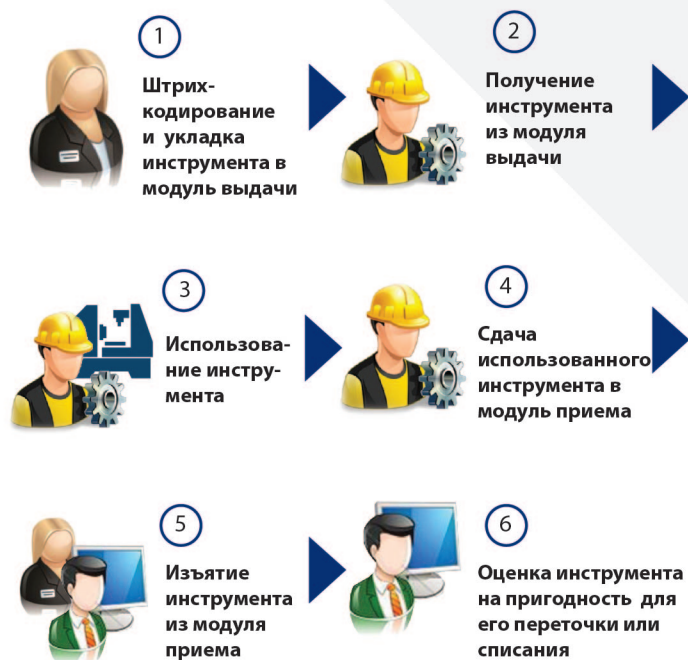 1
Штрих-
кодирование
и укладка
инструмента в
модуль выдачи
2
Получение
инструмента
из модуля
выдачи
3
Использова-
ние инстру-
мента
4
Сдача
использованного
инструмента в
модуль приема
5
Изъятие
инструмента
из модуля
приема
6
Оценка инструмента
на пригодность для
его переточки или
списания